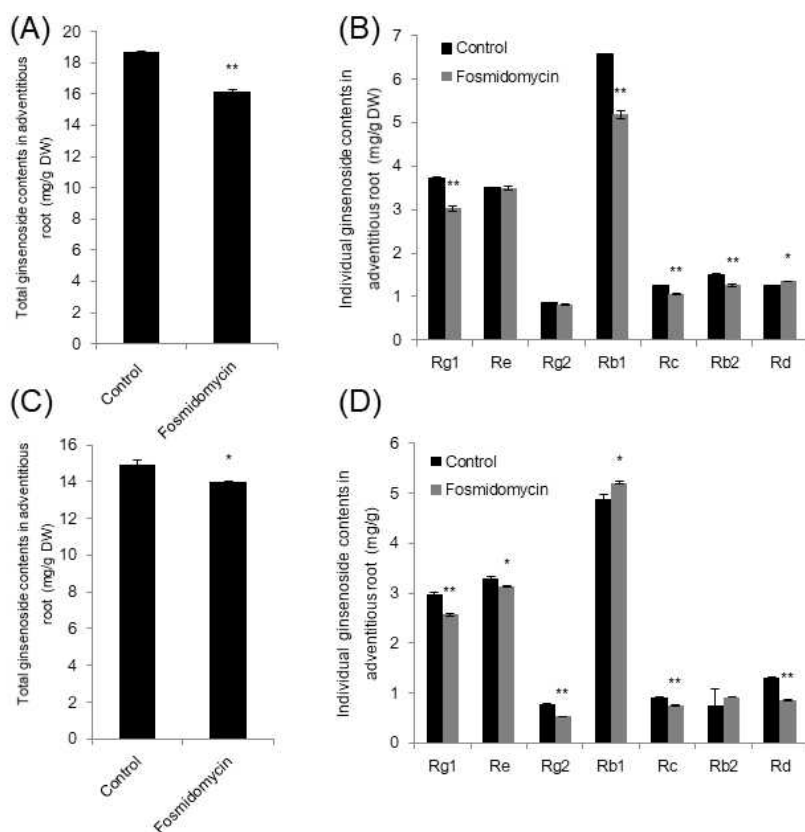 (A)
Total ginsenoside contents in adventitious
root (mg/g DW)
20
18
16
14
12
10
8
6
4
2
0
**
Control
Fosmidomycin
(B)
Individual ginsenoside contents in
adventitious root (mg/g DW)
7
6
5
4
3
2
1
0
Control
Fosmidomycin
**
**
**
**
*
Rg1 Re Rg2 Rb1 Rc Rb2 Rd
(C)
Total ginsenoside contents in adventitious
root (mg/g DW)
16
14
12
10
8
6
4
2
0
*
Control
Fosmidomycin
(D)
Individual ginsenoside contents in
adventitious root (mg/g)
6
5
4
3
2
1
0
Control
Fosmidomycin
**
*
**
*
**
**
Rg1 Re Rg2 Rb1 Rc Rb2 Rd